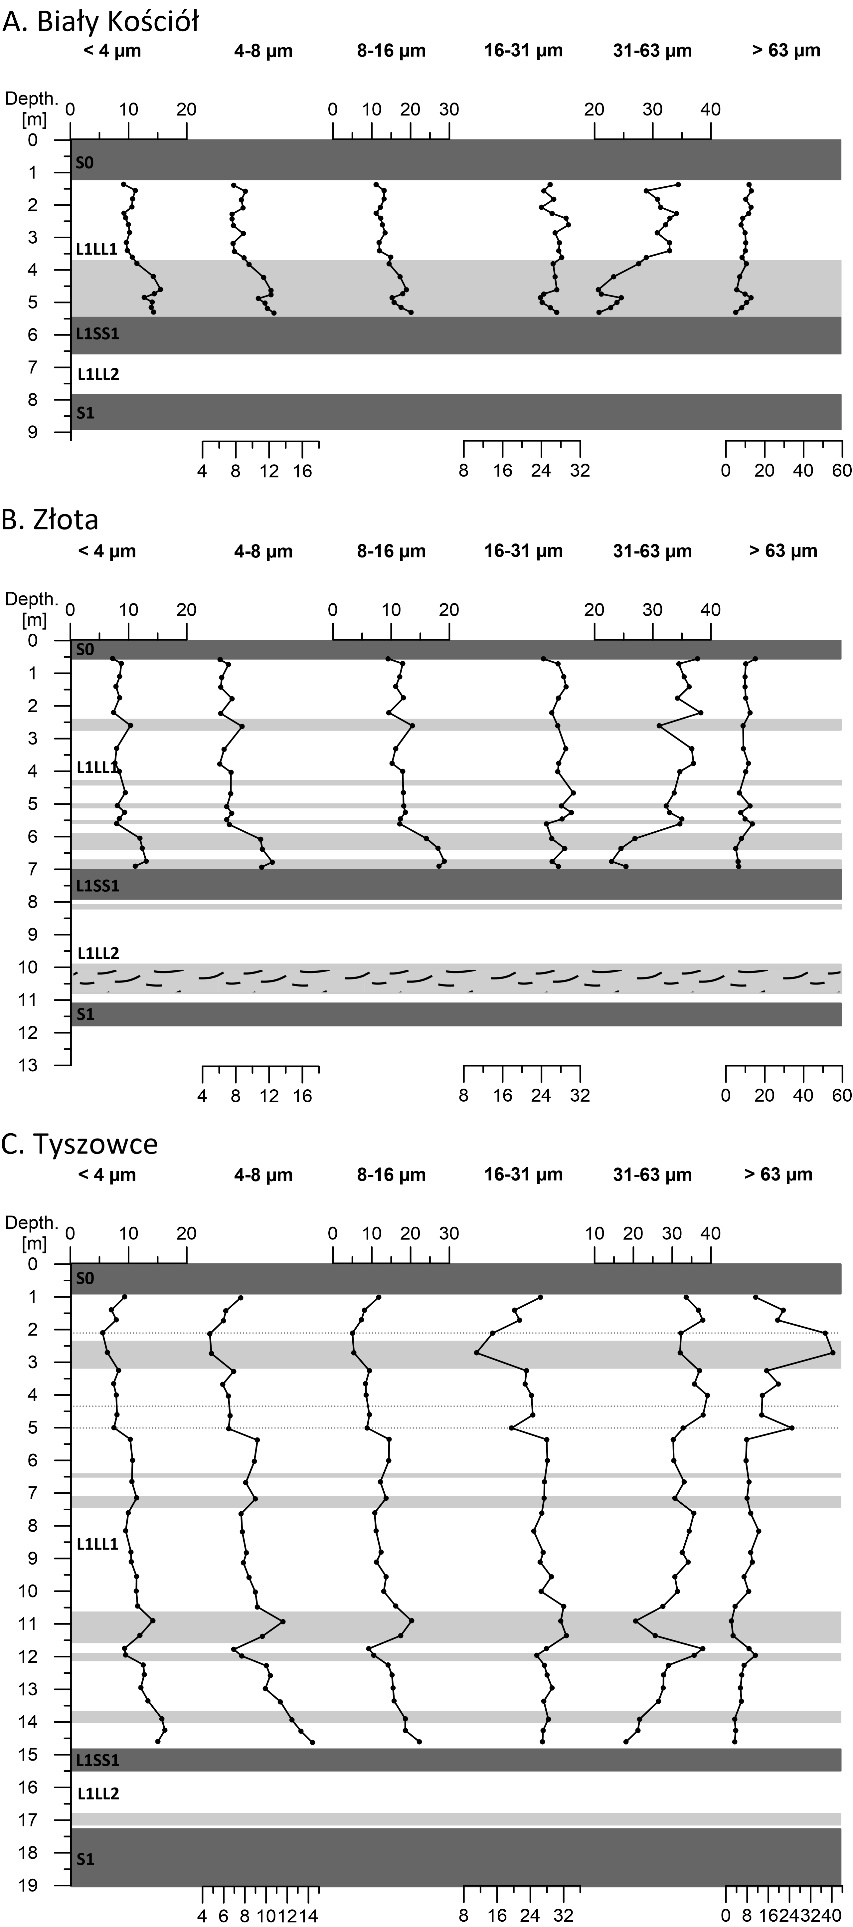 A. Biały Kościół
< 4 µm 4-8 µm 8-16 µm 16-31 µm 31-63 µm > 63 µm
Depth. 0 10 20 0 10 20 30 20 30 40
[m]
0
S0
1
2
3
L1LL1
4
5
6 L1SS1
7
L1LL2
8
S1
9
4 8 12 16 8 16 24 32 0 20 40 60
B. Złota
< 4 µm 4-8 µm 8-16 µm 16-31 µm 31-63 µm > 63 µm
Depth. 0 10 20 0 10 20 20 30 40
[m]
0
S0
1
2
3
4 L1LL1
5
6
7
L1SS1
8
9
L1LL2
10
11
S1
12
13
4 8 12 16 8 16 24 32 0 20 40 60
C. Tyszowce
< 4 µm 4-8 µm 8-16 µm 16-31 µm 31-63 µm > 63 µm
Depth. 0 10 20 0 10 20 30 10 20 30 40
[m]
0
S0
1
2
3
4
5
6
7
8
L1LL1
9
10
11
12
13
14
15
L1SS1
16
L1LL2
17
18
S1
19
4 6 8 10 12 14 8 16 24 32 0 8 16 24 32 40